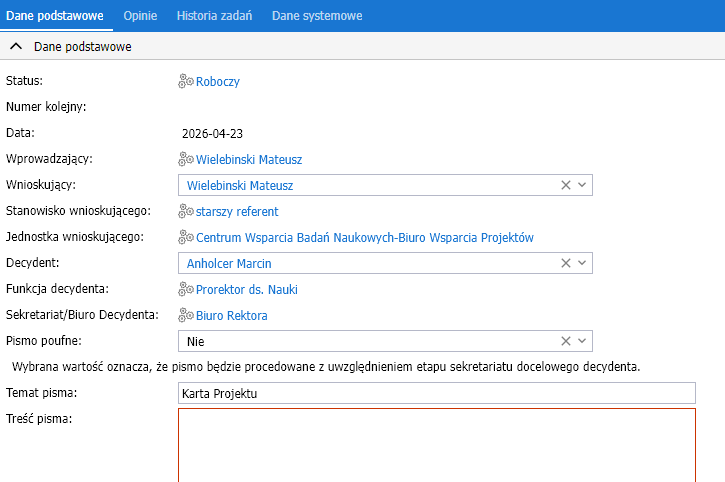 Dane podstawowe Opinie Historia zadań Dane systemowe
Dane podstawowe
Status: Roboczy
Numer kolejny:
Data: 2026-04-23
Wprowadzający: Wielebinski Mateusz
Wnioskujący: Wielebinski Mateusz
Stanowisko wnioskującego: starszy referent
Jednostka wnioskującego: Centrum Wsparcia Badań Naukowych-Biuro Wsparcia Projektów
Decydent: Anholcer Marcin
Funkcja decydenta: Prorektor ds. Nauki
Sekretariat/Biuro Decydenta: Biuro Rektora
Pismo poufne: Nie
Wybrana wartość oznacza, że pismo będzie procedowane z uwzględnieniem etapu sekretariatu docelowego decydenta.
Temat pisma: Karta Projektu
Treść pisma: